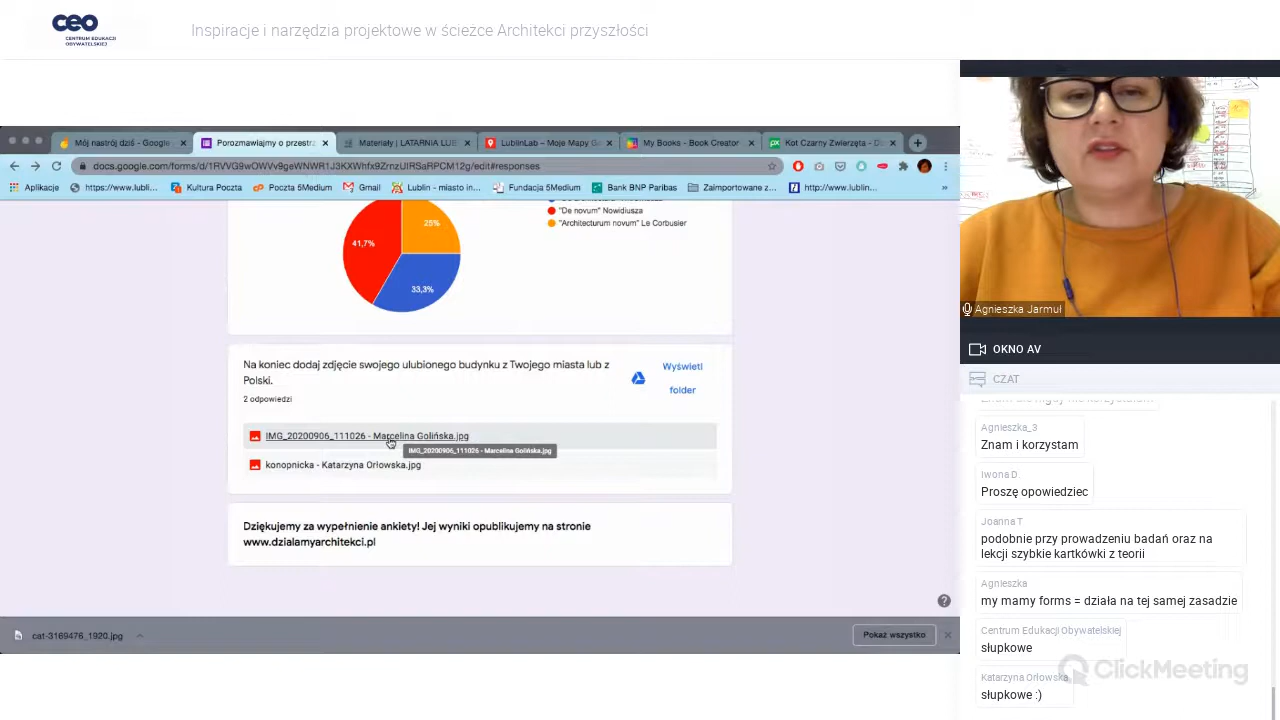 ceo
CENTRUM EDUKACJI
OBYWATELSKIEJ
Inspiracje i narzędzia projektowe w ścieżce Architekci przyszłości
Mój nastrój dziś - Google
Porozmawiajmy o przestrz
Materiały | LATARNIA LUB
LublinLab – Moje Mapy Go
My Books - Book Creator
Kot Czarny Zwierzęta - Da
docs.google.com/forms/d/
/edit#responses
Aplikacje
https://www.lubli...
Kultura Poczta
Poczta 5Medium
Gmail
Lublin - miasto in...
Fundacja 5Medium
Bank BNP Paribas
Zaimportowane z...
http://www.lublin...
»
25%
41,7%
33,3%
"De novum" Nowidiusza
"Architecturum novum" Le Corbusier
Na koniec dodaj zdjęcie swojego ulubionego budynku z Twojego miasta lub z
Polski.
2 odpowiedzi
Wyświetl
folder
IMG_20200906_111026 - Marcelina Golińska.jpg
IMG_20200906_111026 - Marcelina Golińska.jpg
konopnicka - Katarzyna Orłowska.jpg
Dziękujemy za wypełnienie ankiety! Jej wyniki opublikujemy na stronie
www.dzialamyarchitekci.pl
cat-3169476_1920.jpg
Pokaż wszystko
Agnieszka Jarmuł
OKNO AV
CZAT
Agnieszka_3
Znam i korzystam
Iwona D.
Proszę opowiedziec
Joanna T
podobnie przy prowadzeniu badań oraz na
lekcji szybkie kartkówki z teorii
Agnieszka
my mamy forms = działa na tej samej zasadzie
Centrum Edukacji Obywatelskiej
słupkowe
Katarzyna Orłowska
słupkowe :)
ClickMeeting